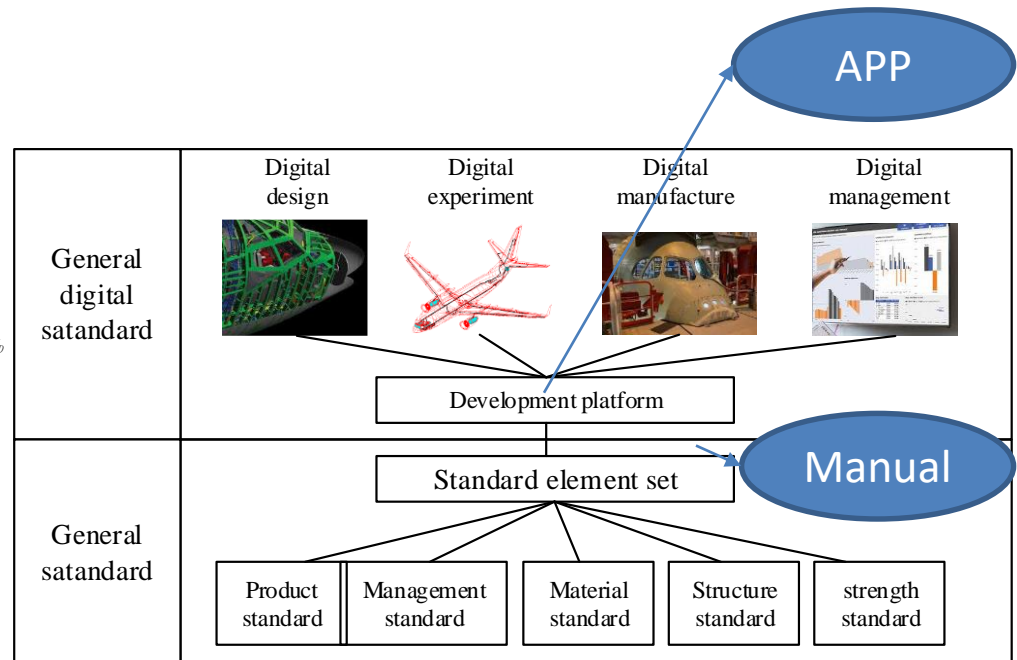 APP
Digital
design
Digital
experiment
Digital
manufacture
Digital
management
General
digital
satandard
Development platform
Manual
Standard element set
General
satandard
Product
standard
Management
standard
Material
standard
Structure
standard
strength
standard